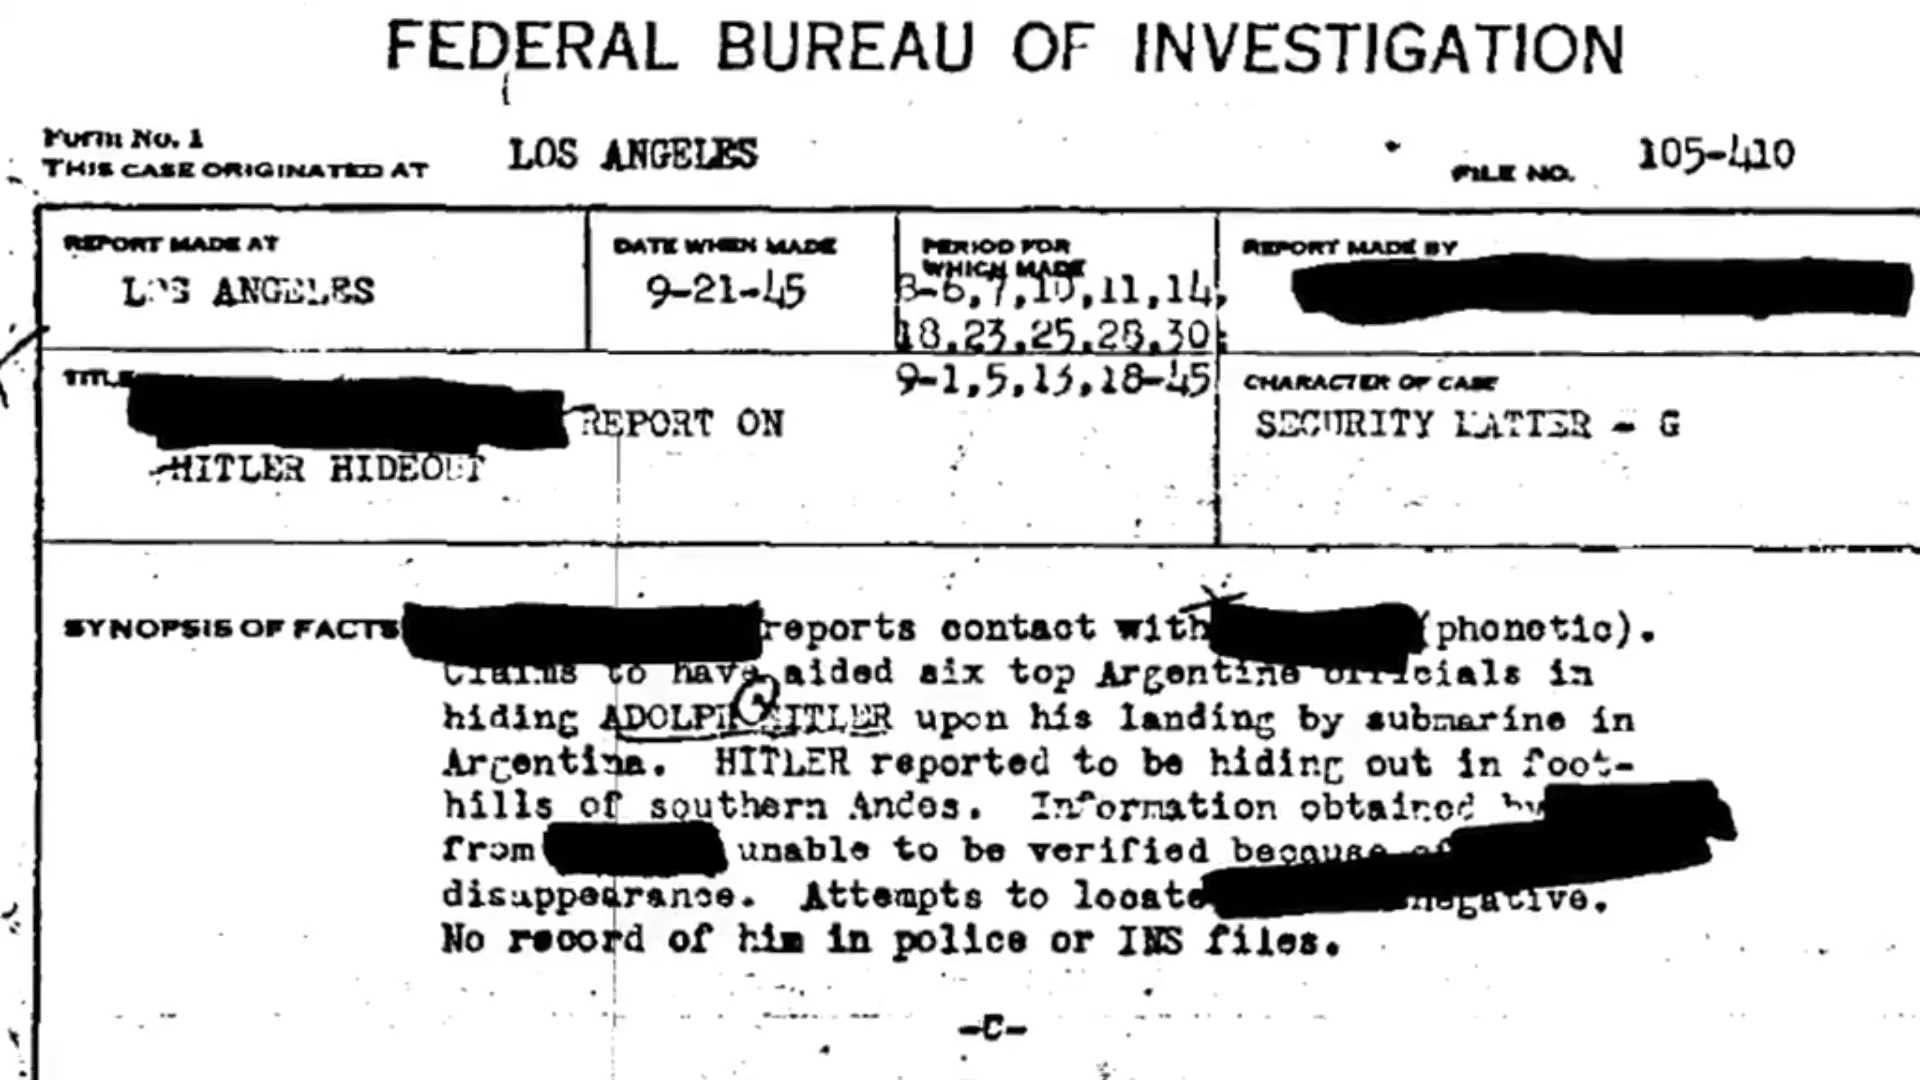 FEDERAL BUREAU OF INVESTIGATION
Form No. 1
THIS CASE ORIGINATED AT LOS ANGELES FILE NO. 105-410
REPORT MADE AT DATE WHEN MADE PERIOD FOR WHICH MADE REPORT MADE BY
LOS ANGELES 9-21-45 8-6,7,10,11,14,
18,23,25,28,30;
9-1,5,13,18-45
TITLE CHARACTER OF CASE
REPORT ON SECURITY MATTER - G
HITLER HIDEOUT
SYNOPSIS OF FACTS reports contact with (phonetic).
Claims to have aided six top Argentine officials in
hiding ADOLPH HITLER upon his landing by submarine in
Argentina. HITLER reported to be hiding out in foot-
hills of southern Andes. Information obtained by
from unable to be verified because of
disappearance. Attempts to locate negative.
No record of him in police or INS files.
-C-